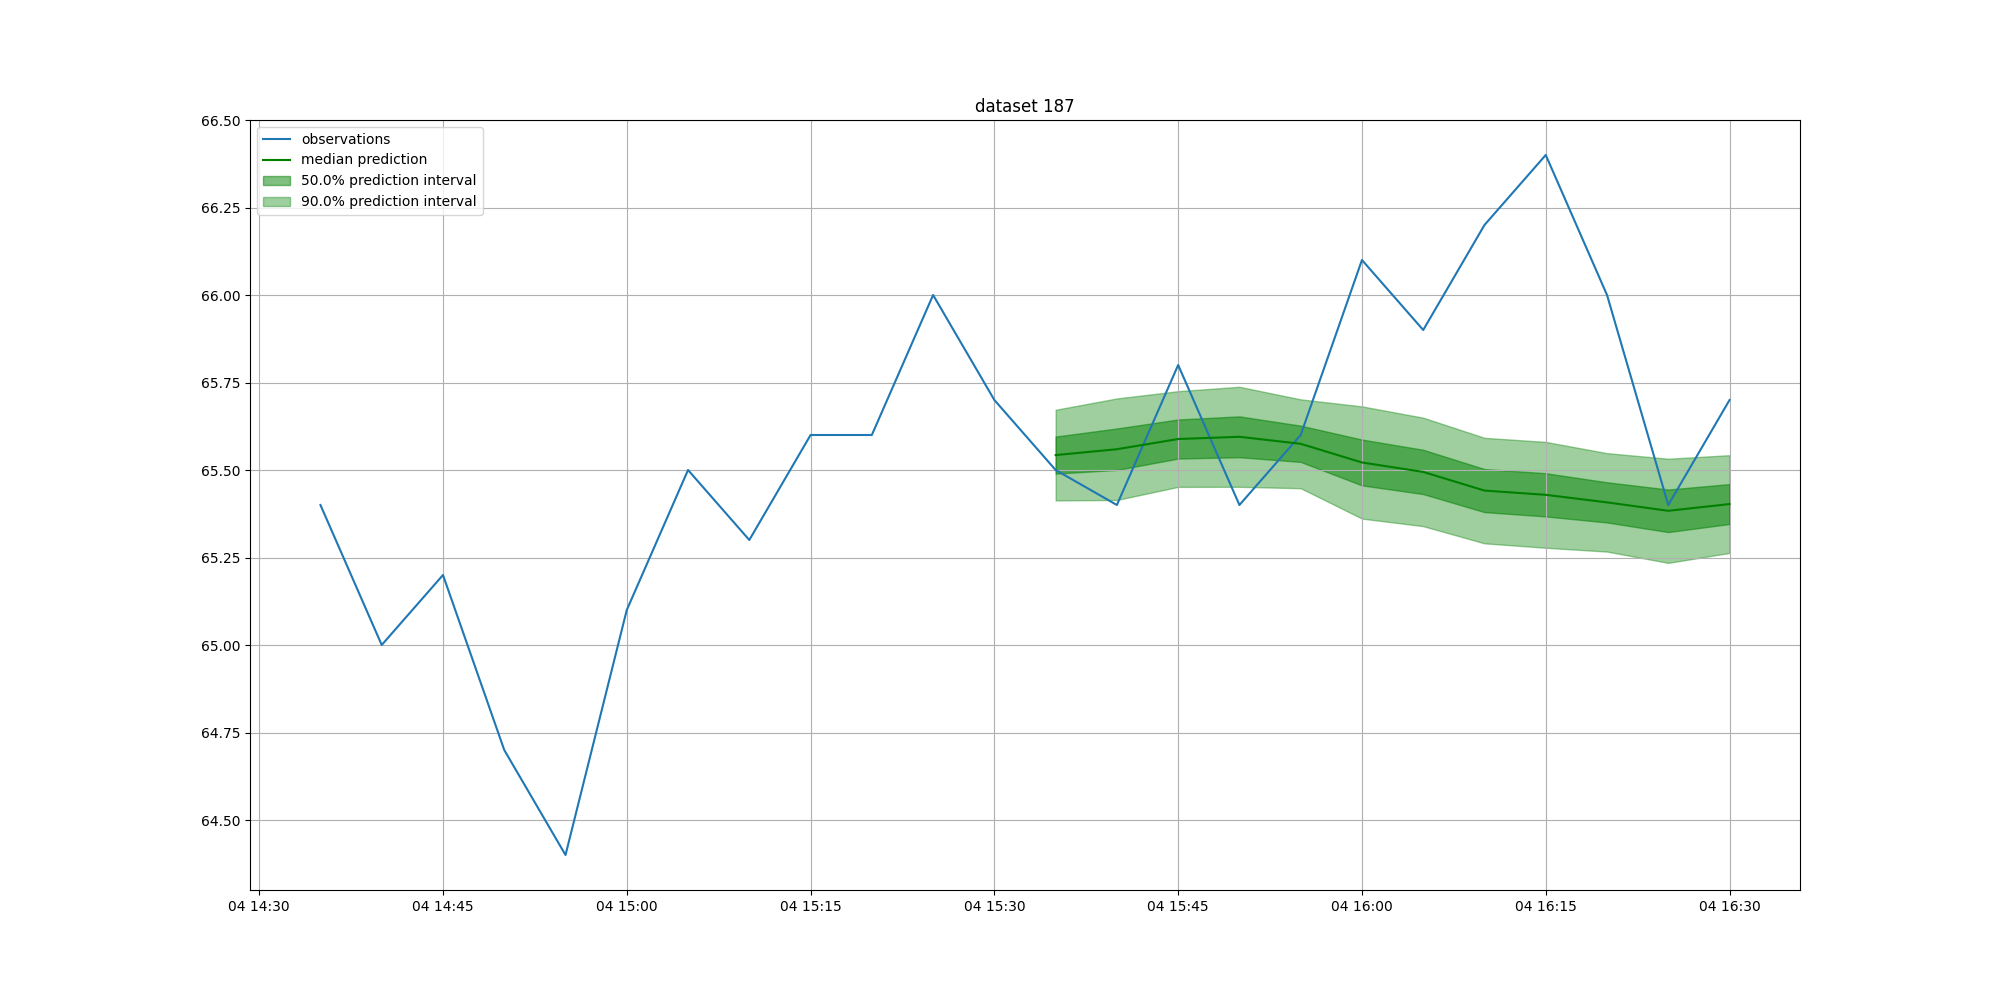 dataset 187
66.50
66.25
66.00
65.75
65.50
65.25
65.00
64.75
64.50
observations
median prediction
50.0% prediction interval
90.0% prediction interval
04 14:30 04 14:45 04 15:00 04 15:15 04 15:30 04 15:45 04 16:00 04 16:15 04 16:30